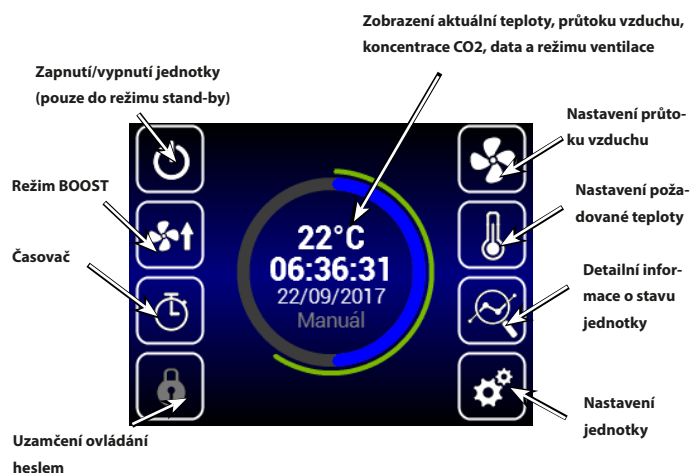 Zobrazení aktuální teploty, průtoku vzduchu,
koncentrace CO2, data a režimu ventilace
Zapnutí/vypnutí jednotky
(pouze do režimu stand-by)
Režim BOOST
Časovač
Uzamčení ovládání
heslem
22°C
06:36:31
22/09/2017
Manuál
Nastavení průto-
ku vzduchu
Nastavení poža-
dované teploty
Detailní infor-
mace o stavu
jednotky
Nastavení
jednotky